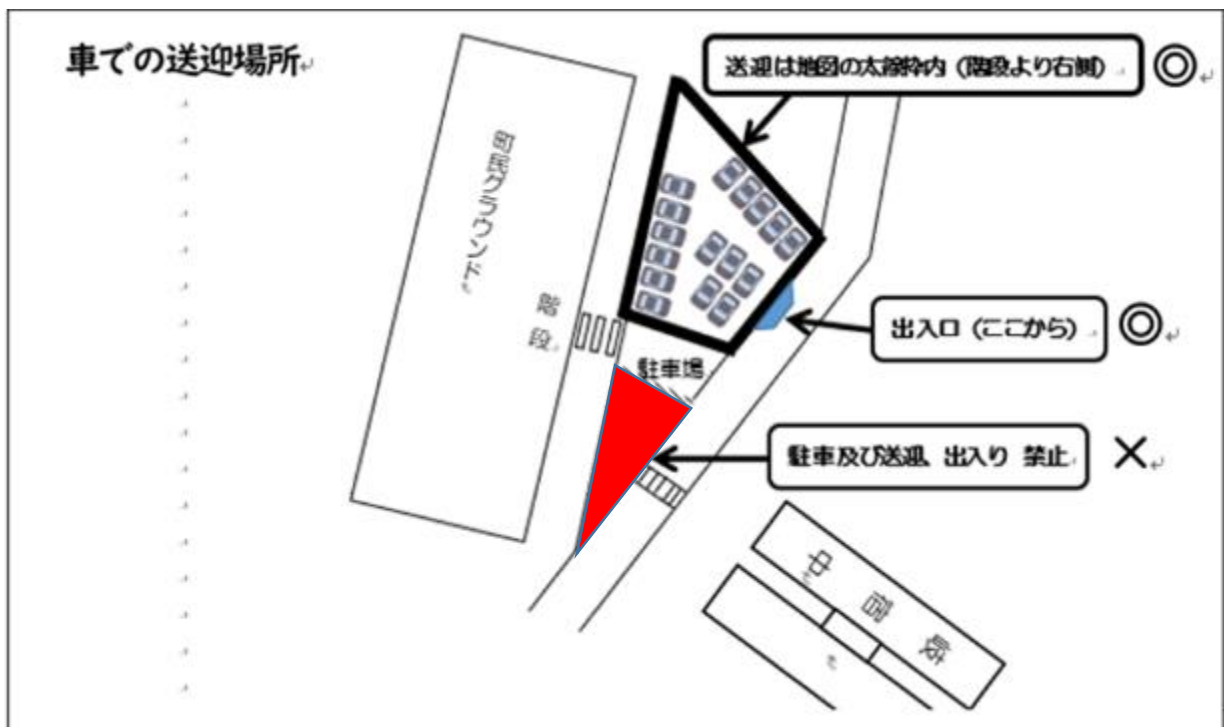 車での送迎場所
送迎は地図の太線枠内（階段より右側）
◎
町民グラウンド
階段
出入口（ここから）
◎
駐車場
駐車及び送迎、出入り 禁止
×